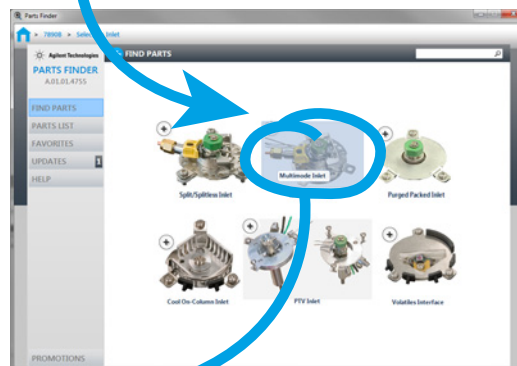 Parts Finder
> 7890B > Select Inlet
Agilent Technologies
FIND PARTS
PARTS FINDER
A.01.01.4755
FIND PARTS
PARTS LIST
FAVORITES
UPDATES 1
HELP
Multimode Inlet
Split/Splitless Inlet
Purged Packed Inlet
Cool On-Column Inlet
PTV Inlet
Volatiles Interface
PROMOTIONS